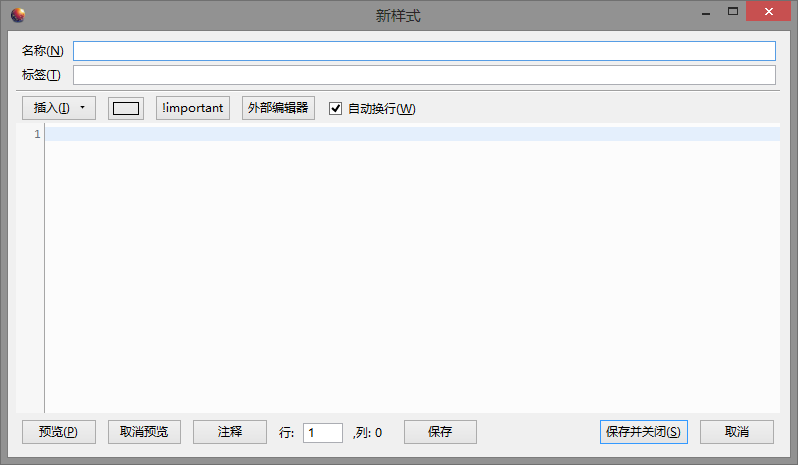 新样式
名称(N)
标签(T)
插入(I) !important 外部编辑器 自动换行(W)
1
预览(P) 取消预览 注释 行: 1 ,列: 0 保存 保存并关闭(S) 取消